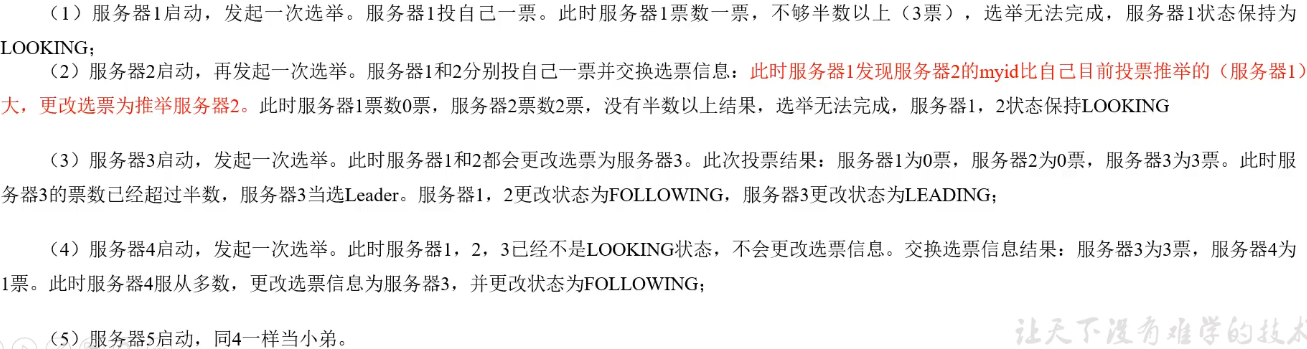 （1）服务器1启动，发起一次选举。服务器1投自己一票。此时服务器1票数一票，不够半数以上（3票），选举无法完成，服务器1状态保持为
LOOKING；
（2）服务器2启动，再发起一次选举。服务器1和2分别投自己一票并交换选票信息：此时服务器1发现服务器2的myid比自己目前投票推举的（服务器1）
大，更改选票为推举服务器2。此时服务器1票数0票，服务器2票数2票，没有半数以上结果，选举无法完成，服务器1，2状态保持LOOKING
（3）服务器3启动，发起一次选举。此时服务器1和2都会更改选票为服务器3。此次投票结果：服务器1为0票，服务器2为0票，服务器3为3票。此时服
务器3的票数已经超过半数，服务器3当选Leader。服务器1，2更改状态为FOLLOWING，服务器3更改状态为LEADING；
（4）服务器4启动，发起一次选举。此时服务器1，2，3已经不是LOOKING状态，不会更改选票信息。交换选票信息结果：服务器3为3票，服务器4为
1票。此时服务器4服从多数，更改选票信息为服务器3，并更改状态为FOLLOWING；
（5）服务器5启动，同4一样当小弟。
让天下没有难学的技术